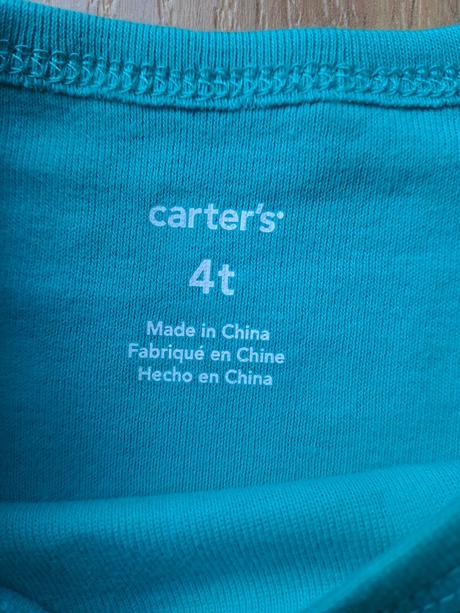 carter's
4t
Made in China
Fabriqué en Chine
Hecho en China